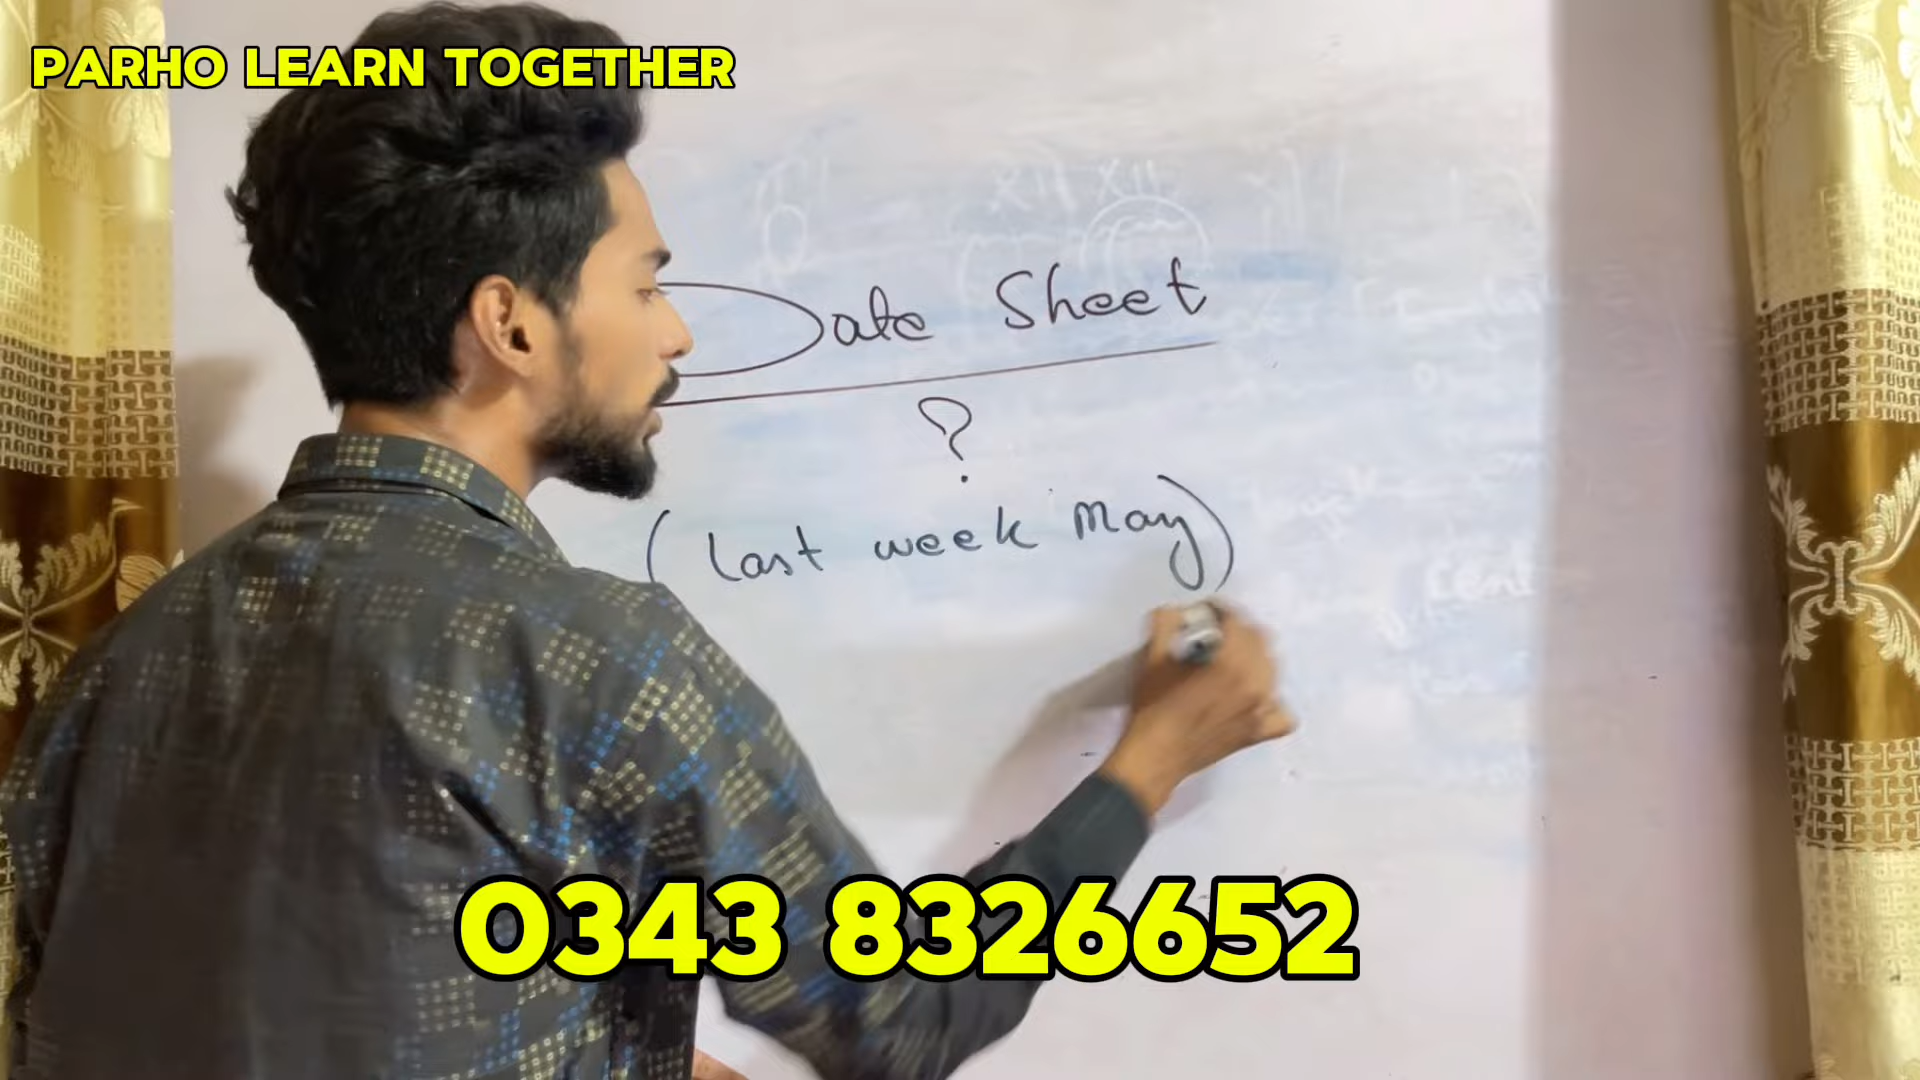 PARHO LEARN TOGETHER
Date Sheet
?
(last week May)
0343 8326652